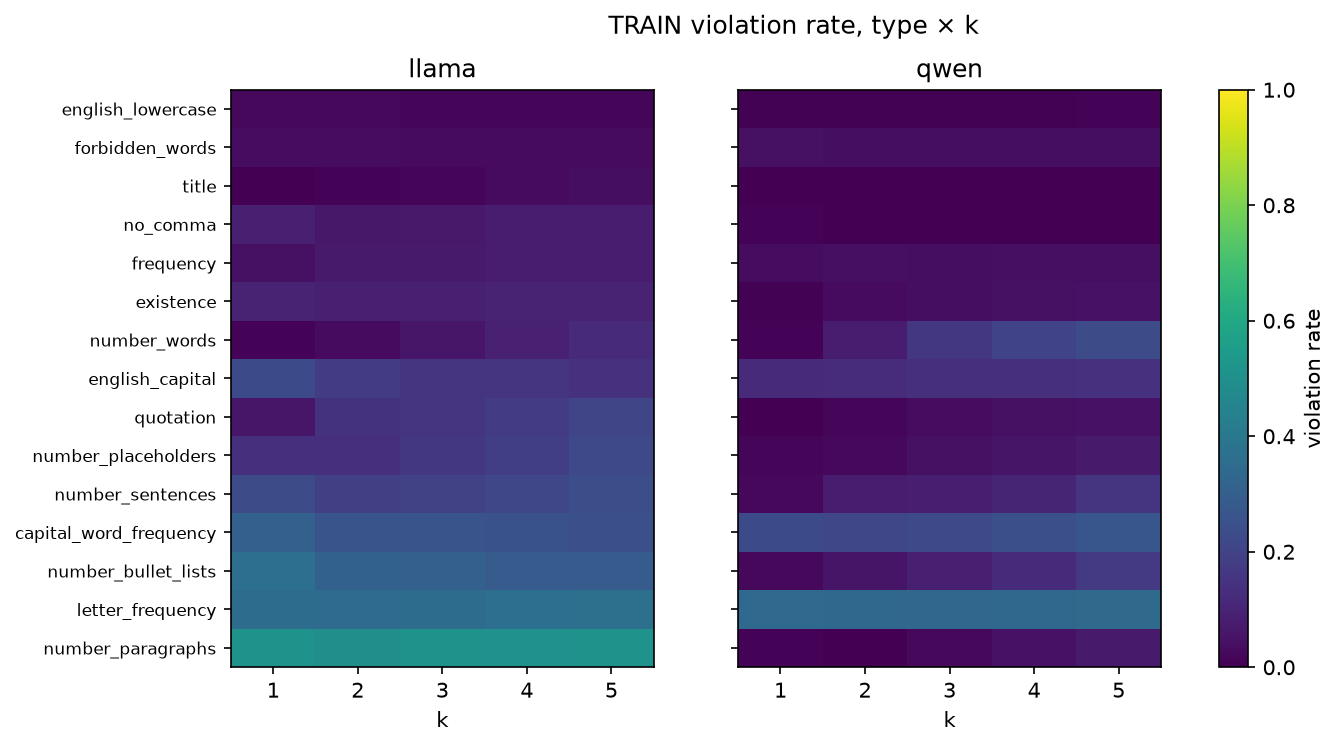 TRAIN violation rate, type × k
llama
qwen
english_lowercase
forbidden_words
title
no_comma
frequency
existence
number_words
english_capital
quotation
number_placeholders
number_sentences
capital_word_frequency
number_bullet_lists
letter_frequency
number_paragraphs
1 2 3 4 5
k
1 2 3 4 5
k
1.0
0.8
0.6
0.4
0.2
0.0
violation rate